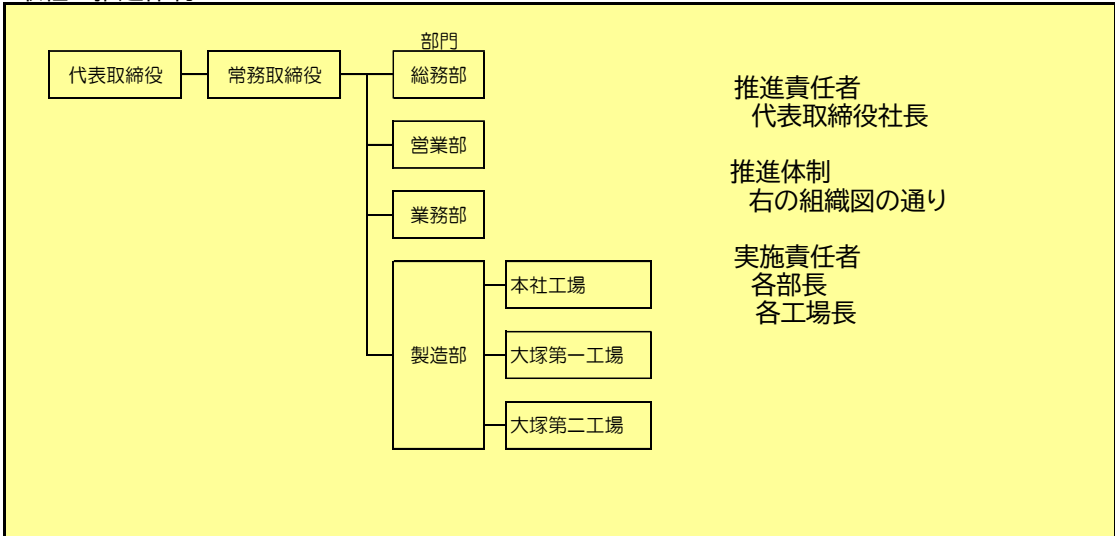 部門
代表取締役
常務取締役
総務部
営業部
業務部
製造部
本社工場
大塚第一工場
大塚第二工場
推進責任者
代表取締役社長
推進体制
右の組織図の通り
実施責任者
各部長
各工場長